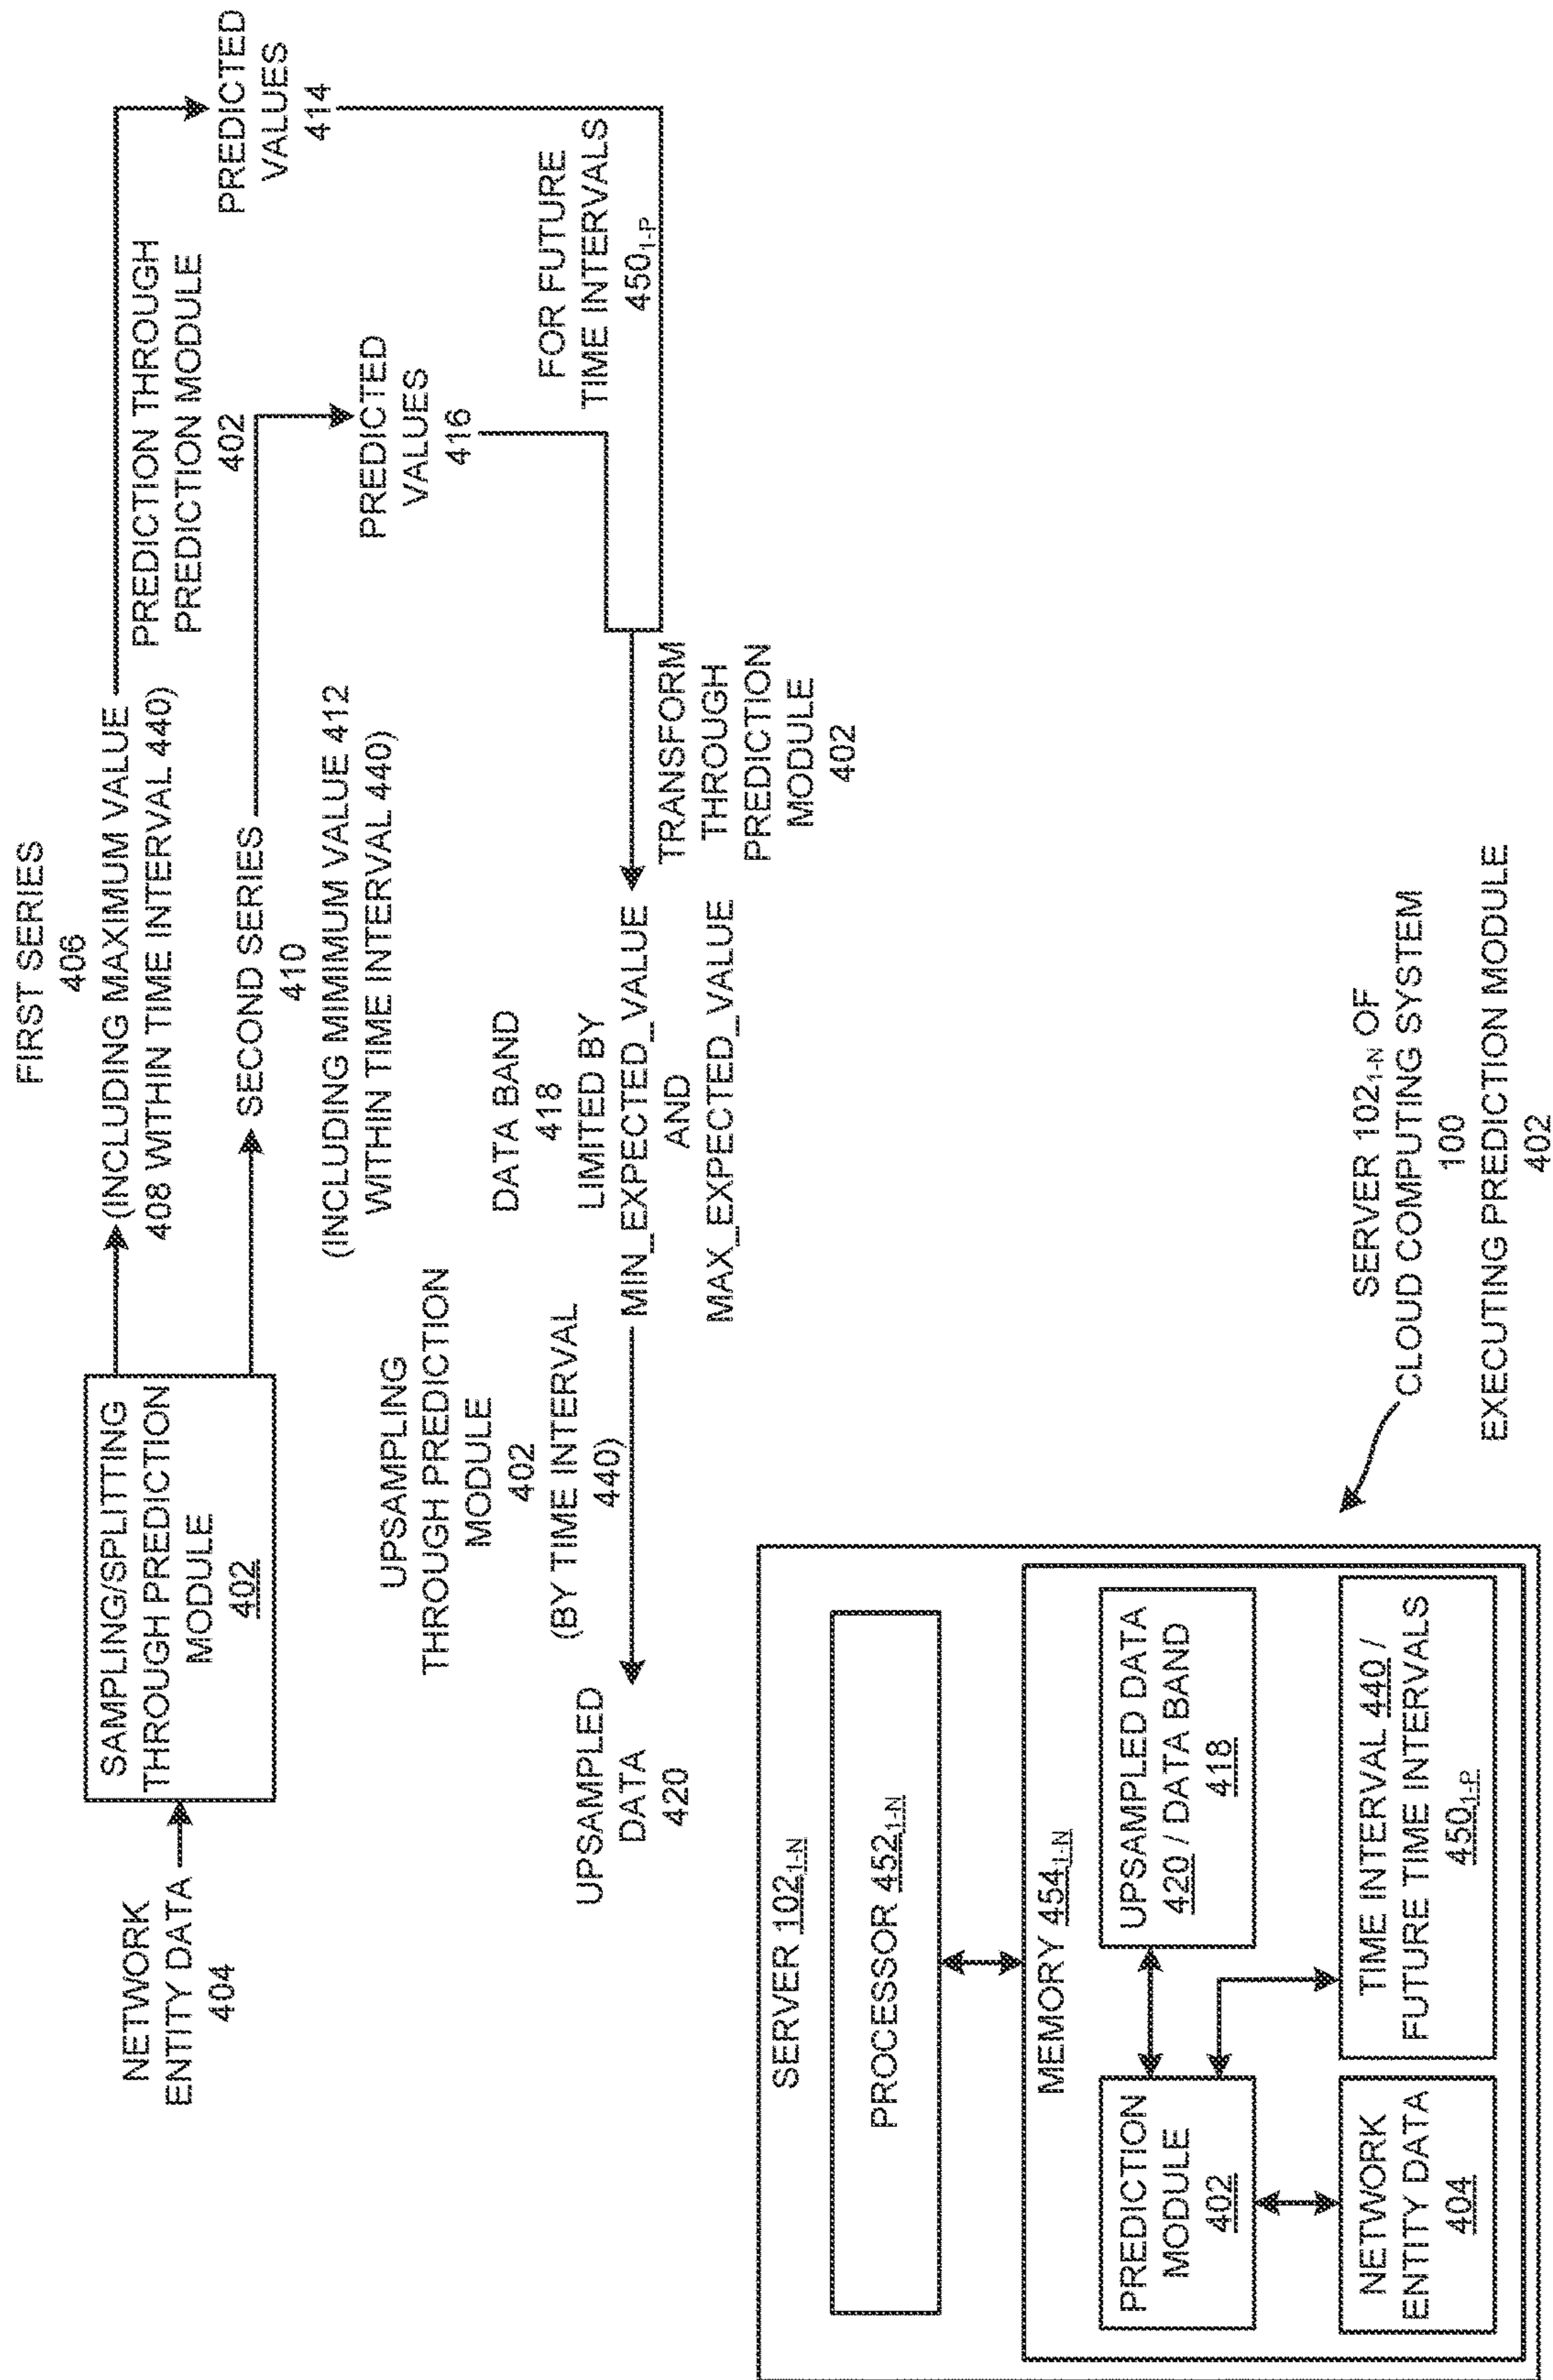 FIRST SERIES
406
(INCLUDING MAXIMUM VALUE
408 WITHIN TIME INTERVAL 440)
PREDICTION THROUGH
PREDICTION MODULE
402
PREDICTED
VALUES
414
NETWORK
ENTITY DATA
404
SAMPLING/SPLITTING
THROUGH PREDICTION
MODULE
402
SECOND SERIES
410
(INCLUDING MIMIMUM VALUE 412
WITHIN TIME INTERVAL 440)
PREDICTED
VALUES
416
FOR FUTURE
TIME INTERVALS
450₁₋ₚ
UPSAMPLED
DATA
420
UPSAMPLING
THROUGH PREDICTION
MODULE
402
(BY TIME INTERVAL
440)
DATA BAND
418
LIMITED BY
MIN_EXPECTED_VALUE
AND
MAX_EXPECTED_VALUE
TRANSFORM
THROUGH
PREDICTION
MODULE
402
SERVER 102₁₋N
PROCESSOR 452₁₋N
MEMORY 454₁₋N
PREDICTION
MODULE
402
UPSAMPLED DATA
420 / DATA BAND
418
NETWORK
ENTITY DATA
404
TIME INTERVAL 440 /
FUTURE TIME INTERVALS
450₁₋ₚ
SERVER 102₁₋N OF
CLOUD COMPUTING SYSTEM
100
EXECUTING PREDICTION MODULE
402